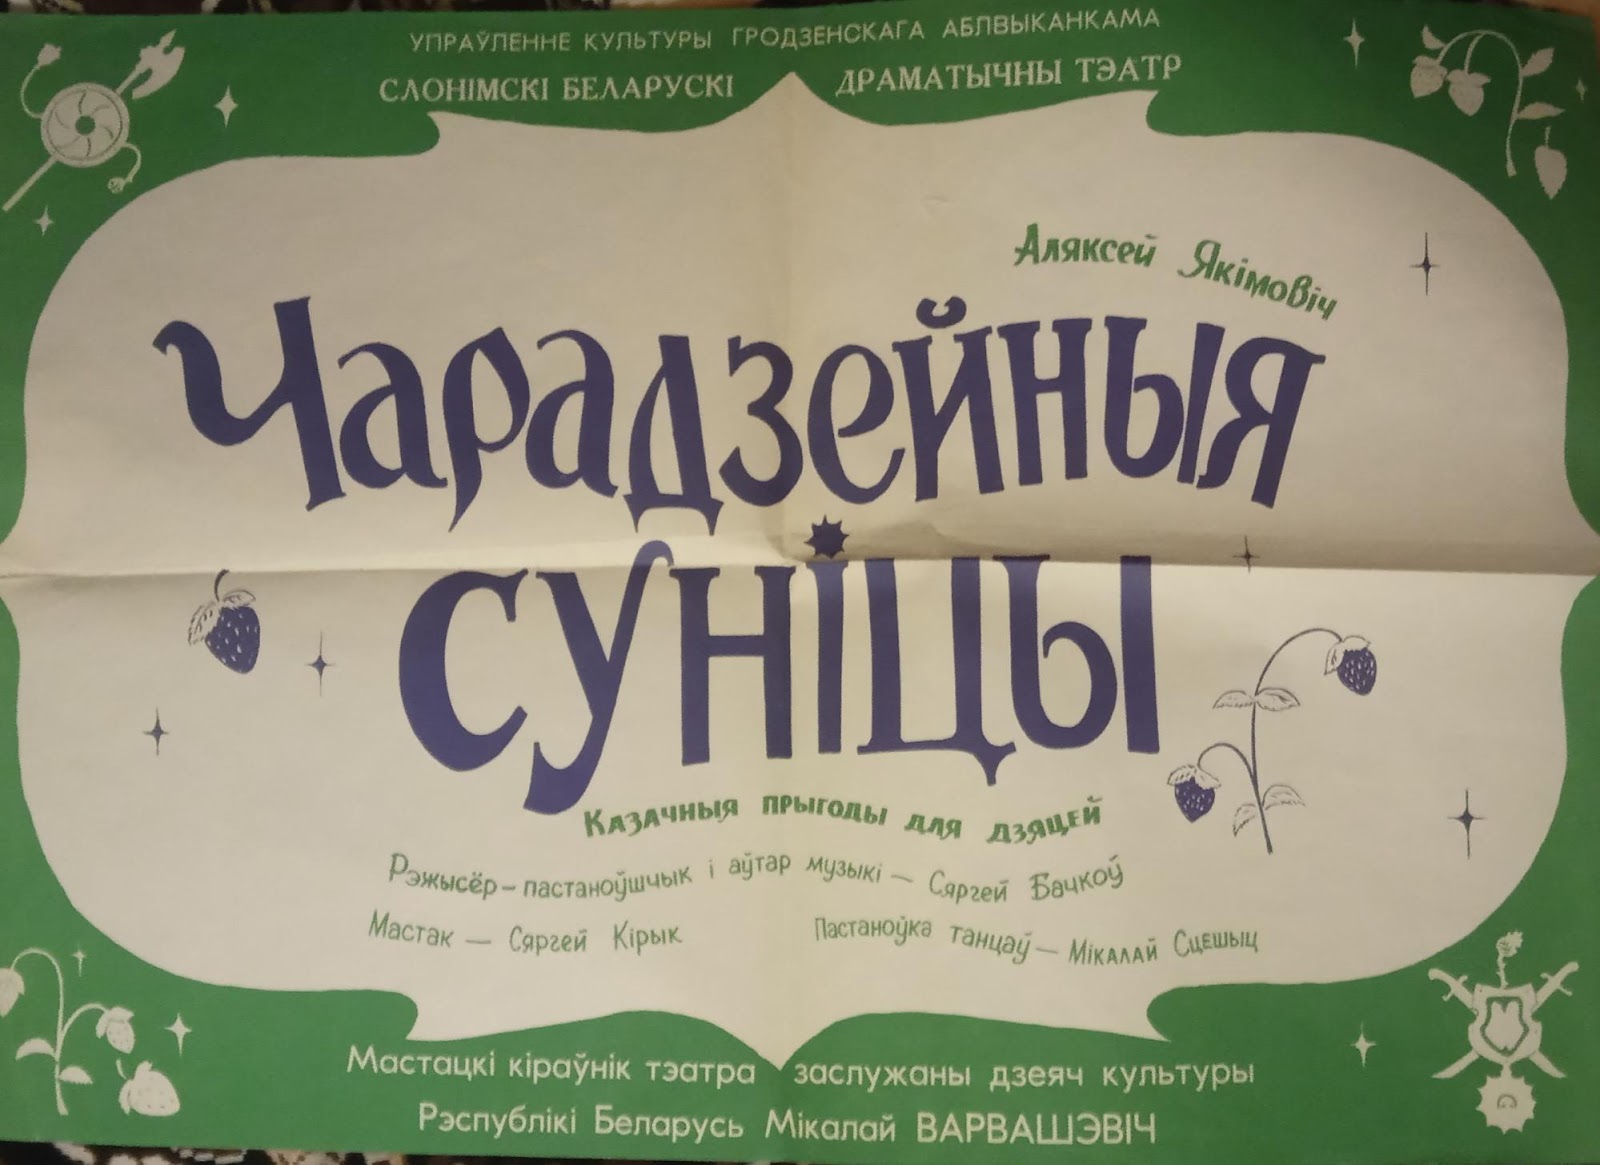 УПРАЎЛЕННЕ КУЛЬТУРЫ ГРОДЗЕНСКАГА АБЛВЫКАНКАМА
СЛОНІМСКІ БЕЛАРУСКІ ДРАМАТЫЧНЫ ТЭАТР
Аляксей Якімовіч
Чарадзейныя
суніцы
Казачныя прыгоды для дзяцей
Рэжысёр – пастаноўшчык і аўтар музыкі – Сяргей Бачкоў
Мастак – Сяргей Кірык Пастаноўка танцаў – Мікалай Сцешыц
Мастацкі кіраўнік тэатра заслужаны дзеяч культуры
Рэспублікі Беларусь Мікалай ВАРВАШЭВІЧ